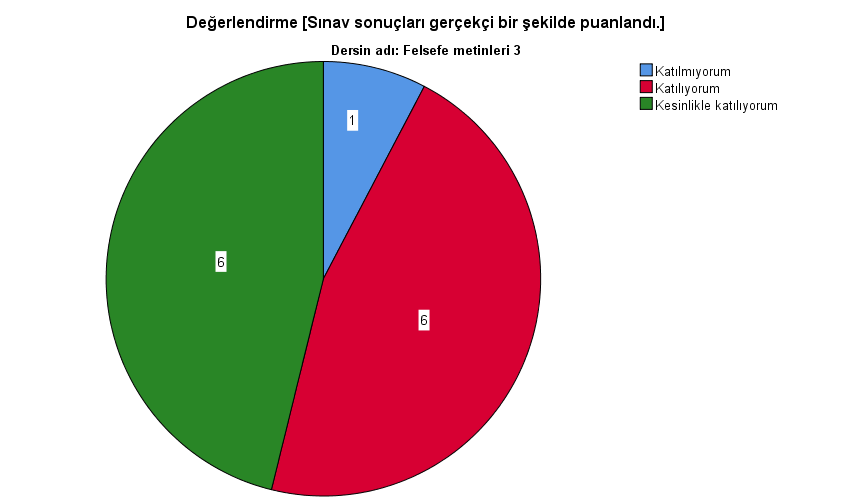 Değerlendirme [Sınav sonuçları gerçekçi bir şekilde puanlandı.]
Dersin adı: Felsefe metinleri 3
Katılmıyorum
Katılıyorum
Kesinlikle katılıyorum
1
6
6